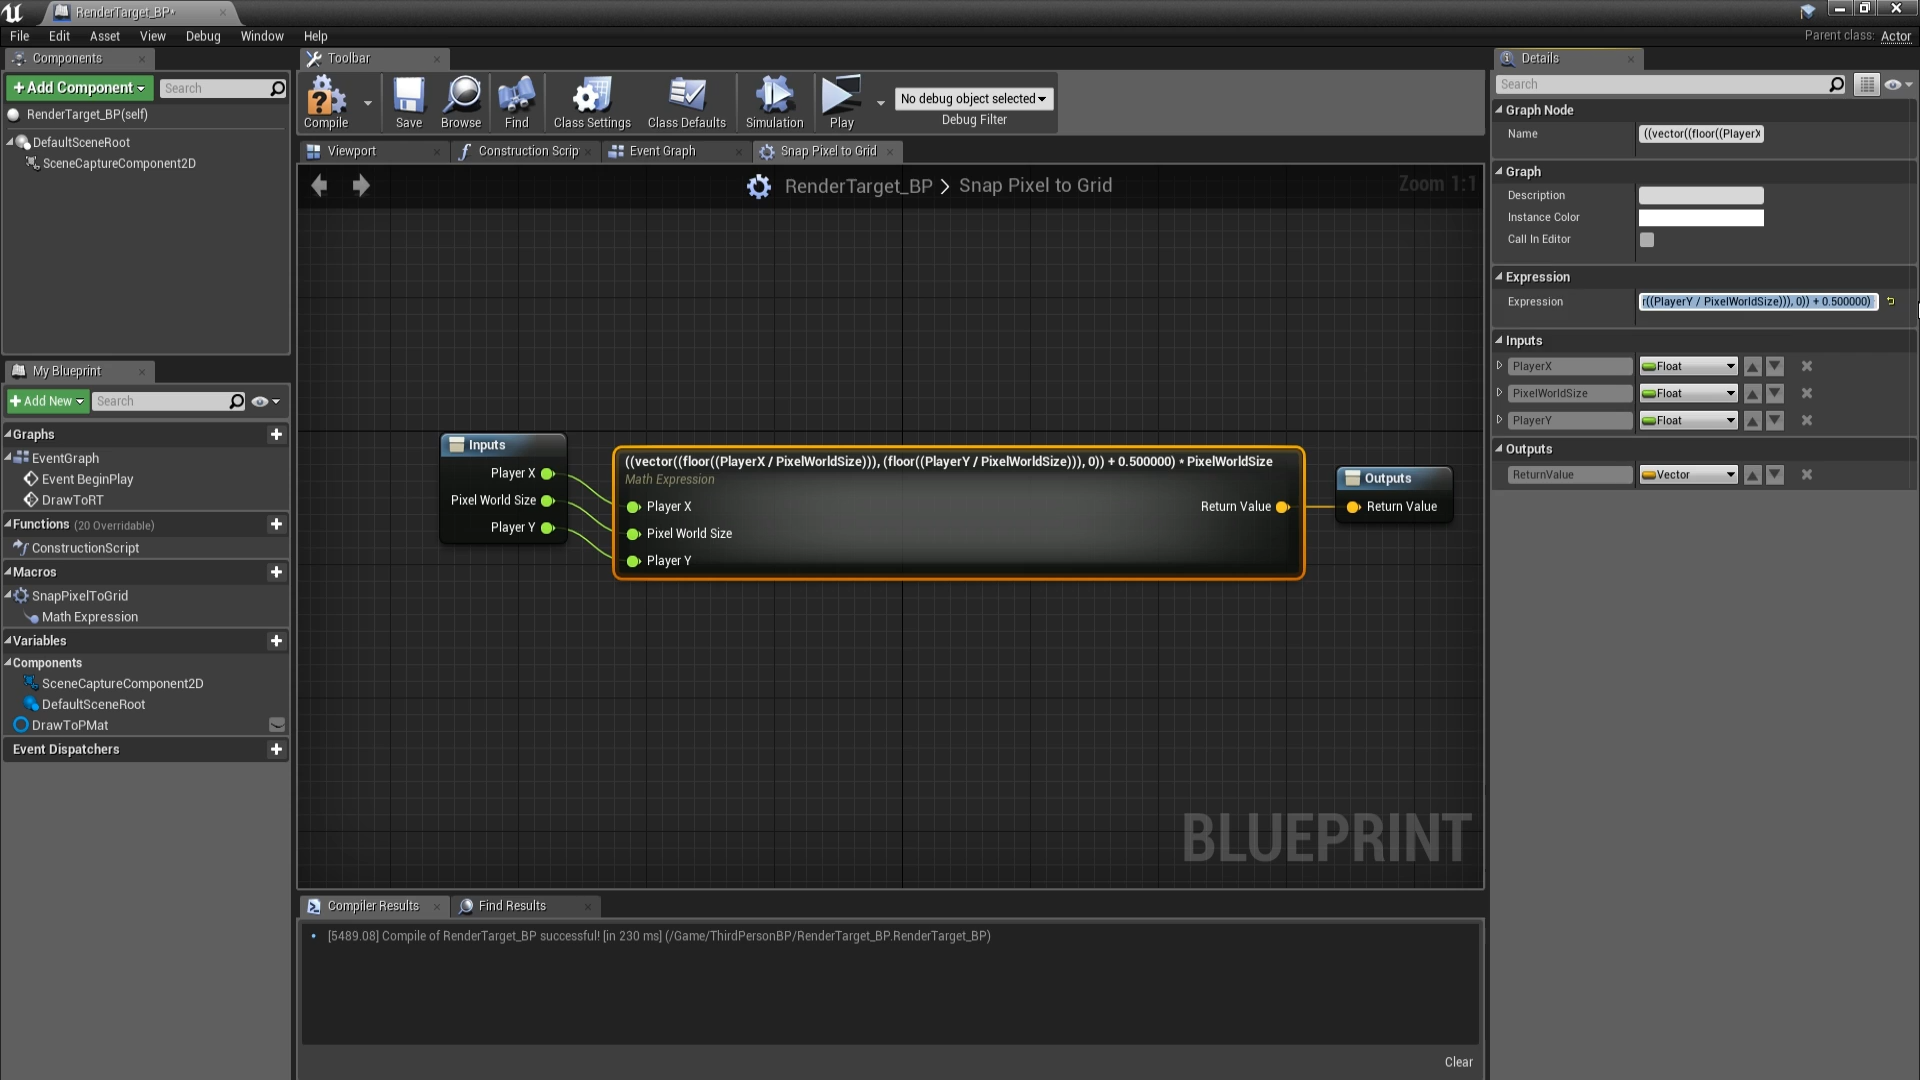 RenderTarget_BP*
File Edit Asset View Debug Window Help
Parent class: Actor
Components
Add Component
Search
RenderTarget_BP(self)
DefaultSceneRoot
SceneCaptureComponent2D
My Blueprint
Add New
Search
Graphs
EventGraph
Event BeginPlay
DrawToRT
Functions (20 Overridable)
ConstructionScript
Macros
SnapPixelToGrid
Math Expression
Variables
Components
SceneCaptureComponent2D
DefaultSceneRoot
DrawToPMat
Event Dispatchers
Toolbar
Compile Save Browse Find Class Settings Class Defaults Simulation Play
No debug object selected
Debug Filter
Viewport Construction Scrip Event Graph Snap Pixel to Grid
RenderTarget_BP > Snap Pixel to Grid
Zoom 1:1
Inputs
Player X
Pixel World Size
Player Y
((vector((floor((PlayerX / PixelWorldSize))), (floor((PlayerY / PixelWorldSize))), 0)) + 0.500000) * PixelWorldSize
Math Expression
Player X
Pixel World Size
Player Y
Return Value
Outputs
Return Value
BLUEPRINT
Compiler Results Find Results
[5489.08] Compile of RenderTarget_BP successful! [in 230 ms] (/Game/ThirdPersonBP/RenderTarget_BP.RenderTarget_BP)
Clear
Details
Search
Graph Node
Name ((vector((floor((PlayerX
Graph
Description
Instance Color
Call In Editor
Expression
Expression r((PlayerY / PixelWorldSize))), 0)) + 0.500000)
Inputs
PlayerX Float
PixelWorldSize Float
PlayerY Float
Outputs
ReturnValue Vector